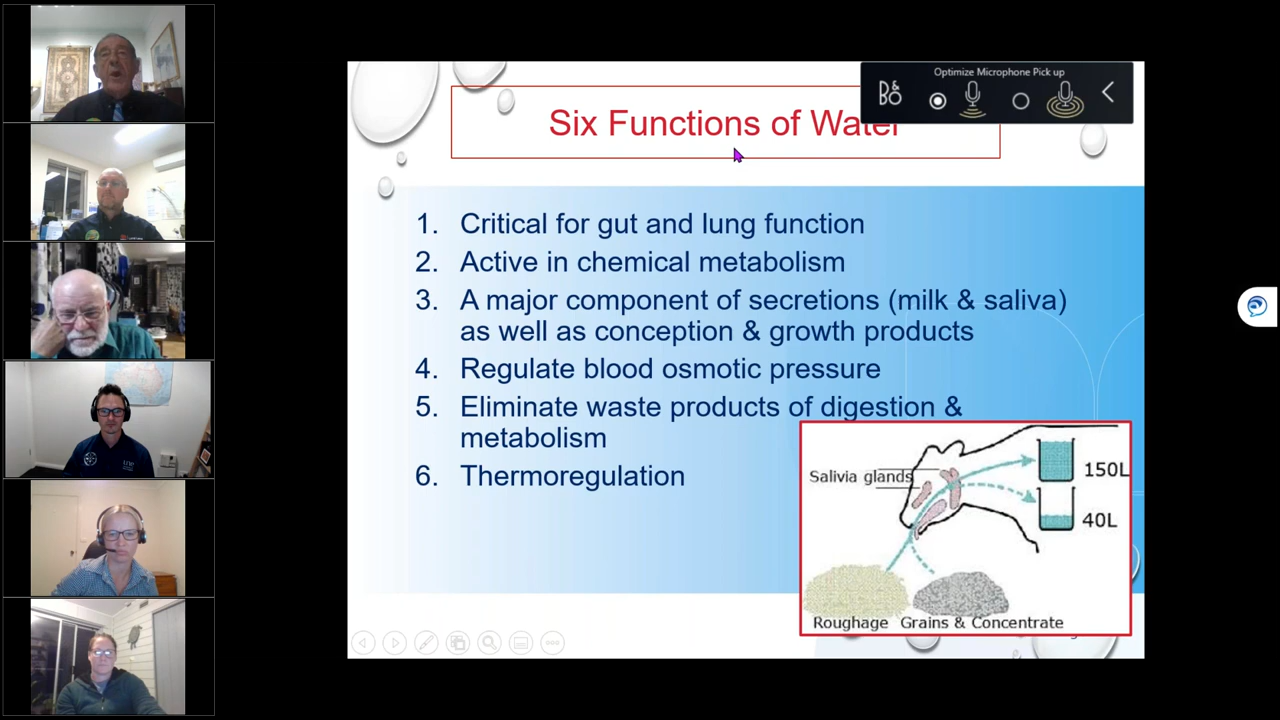 Optimize Microphone Pick up
B&O
Six Functions of Water
1. Critical for gut and lung function
2. Active in chemical metabolism
3. A major component of secretions (milk & saliva)
as well as conception & growth products
4. Regulate blood osmotic pressure
5. Eliminate waste products of digestion &
metabolism
6. Thermoregulation
Salivia glands
150L
40L
Roughage Grains & Concentrate